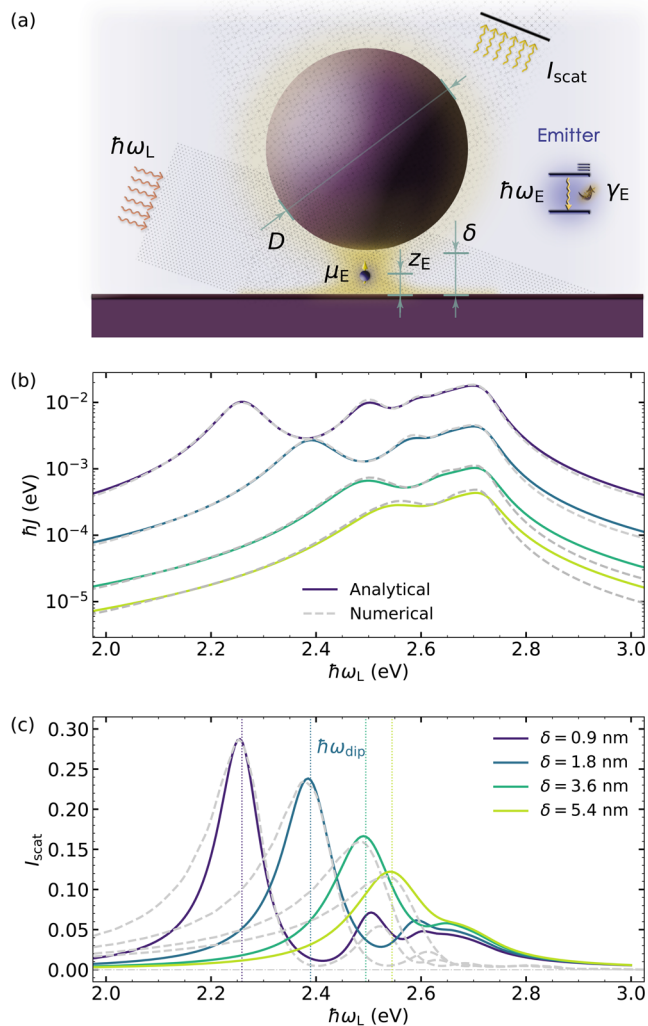 (a)
I_scat
ħω_L
Emitter
ħω_E
γ_E
D
δ
μ_E
z_E
(b)
10⁻²
10⁻³
10⁻⁴
10⁻⁵
ħJ (eV)
Analytical
Numerical
2.0 2.2 2.4 2.6 2.8 3.0
ħω_L (eV)
(c)
0.30
0.25
0.20
0.15
0.10
0.05
0.00
I_scat
ħω_dip
δ = 0.9 nm
δ = 1.8 nm
δ = 3.6 nm
δ = 5.4 nm
2.0 2.2 2.4 2.6 2.8 3.0
ħω_L (eV)